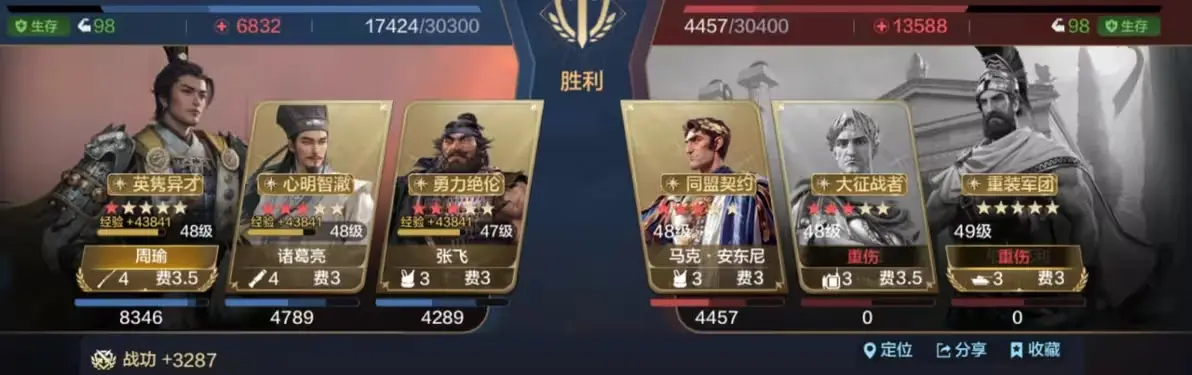 生存 98 6832 17424/30300
胜利
4457/30400 13588 98 生存
英隽异才
经验 +43841
48级
周瑜
4 费3.5
8346
心明智澈
经验 +43841
48级
诸葛亮
4 费3
4789
勇力绝伦
经验 +43841
47级
张飞
3 费3
4289
同盟契约
48级
马克·安东尼
3 费3
4457
大征战者
48级
重伤
3 费3.5
0
重装军团
49级
重伤
3 费3
0
战功 +3287
定位 分享 收藏